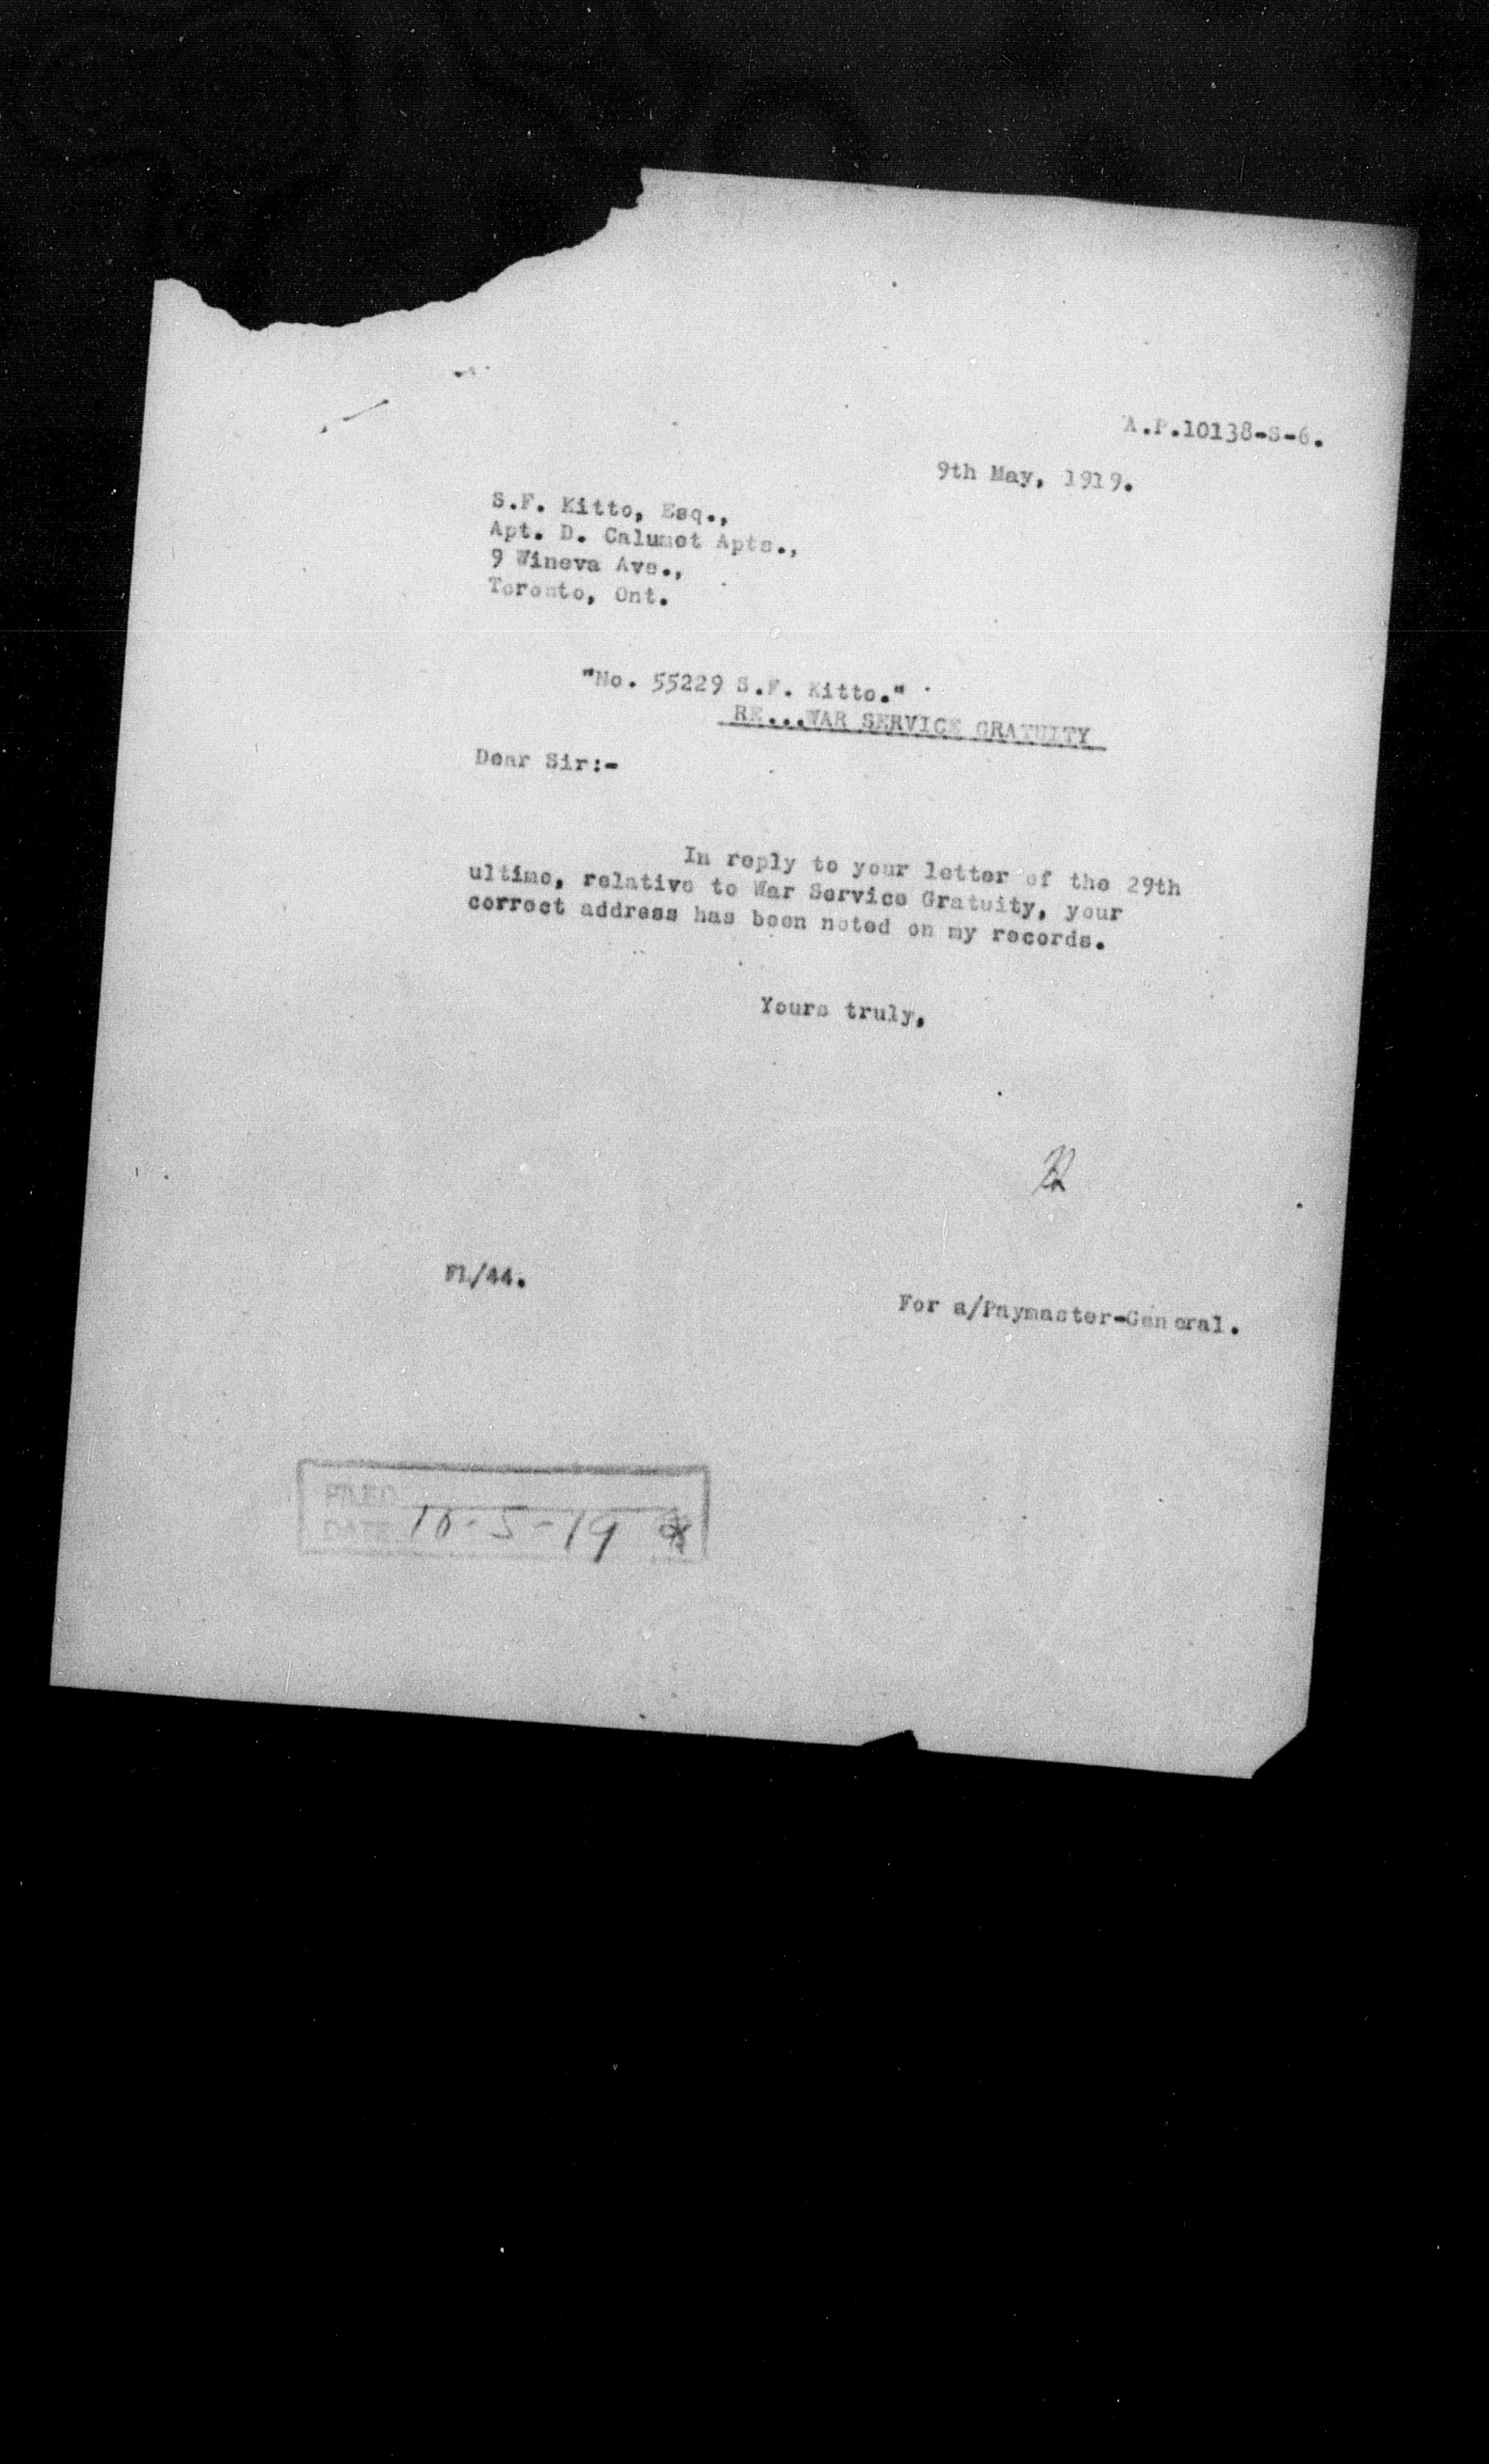 A.P.10138-S-6.
9th May, 1919.
S.F. Kitto, Esq.,
Apt. D. Calumet Apts.,
9 Wineva Ave.,
Toronto, Ont.
"No. 55229 S.F. Kitto."
RE...WAR SERVICE GRATUITY
Dear Sir:-
In reply to your letter of the 29th
ultimo, relative to War Service Gratuity, your
correct address has been noted on my records.
Yours truly,
FL/44.
For a/Paymaster-General.
FILED
DATE 10-5-19